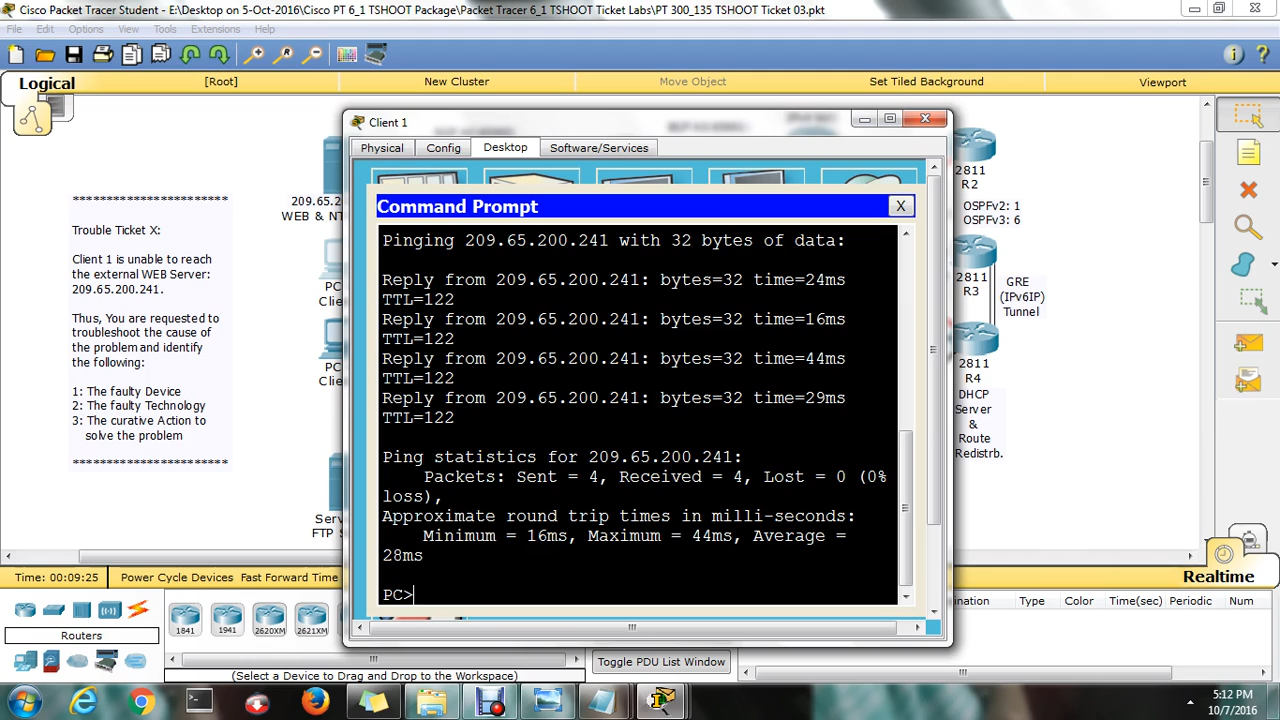 Cisco Packet Tracer Student - E:\Desktop on 5-Oct-2016\Cisco PT 6_1 TSHOOT Package\Packet Tracer 6_1 TSHOOT Ticket Labs\PT 300_135 TSHOOT Ticket 03.pkt
File Edit Options View Tools Extensions Help
Logical
[Root]
New Cluster
Move Object
Set Tiled Background
Viewport
***********************
Trouble Ticket X:
Client 1 is unable to reach
the external WEB Server:
209.65.200.241.
Thus, You are requested to
troubleshoot the cause of
the problem and identify
the following:
1: The faulty Device
2: The faulty Technology
3: The curative Action to
solve the problem
***********************
209.65.2
WEB & NT
PC
Clie
PC
Clie
Serv
FTP S
Client 1
Physical
Config
Desktop
Software/Services
Command Prompt
X
Pinging 209.65.200.241 with 32 bytes of data:
Reply from 209.65.200.241: bytes=32 time=24ms
TTL=122
Reply from 209.65.200.241: bytes=32 time=16ms
TTL=122
Reply from 209.65.200.241: bytes=32 time=44ms
TTL=122
Reply from 209.65.200.241: bytes=32 time=29ms
TTL=122
Ping statistics for 209.65.200.241:
Packets: Sent = 4, Received = 4, Lost = 0 (0%
loss),
Approximate round trip times in milli-seconds:
Minimum = 16ms, Maximum = 44ms, Average =
28ms
PC>
2811
R2
OSPFv2: 1
OSPFv3: 6
2811
R3
GRE
(IPv6IP)
Tunnel
2811
R4
DHCP
Server
&
Route
Redistrb.
Time: 00:09:25
Power Cycle Devices Fast Forward Time
Realtime
Routers
1841
1941
2620XM
2621XM
(Select a Device to Drag and Drop to the Workspace)
Toggle PDU List Window
ination Type Color Time(sec) Periodic Num
5:12 PM
10/7/2016